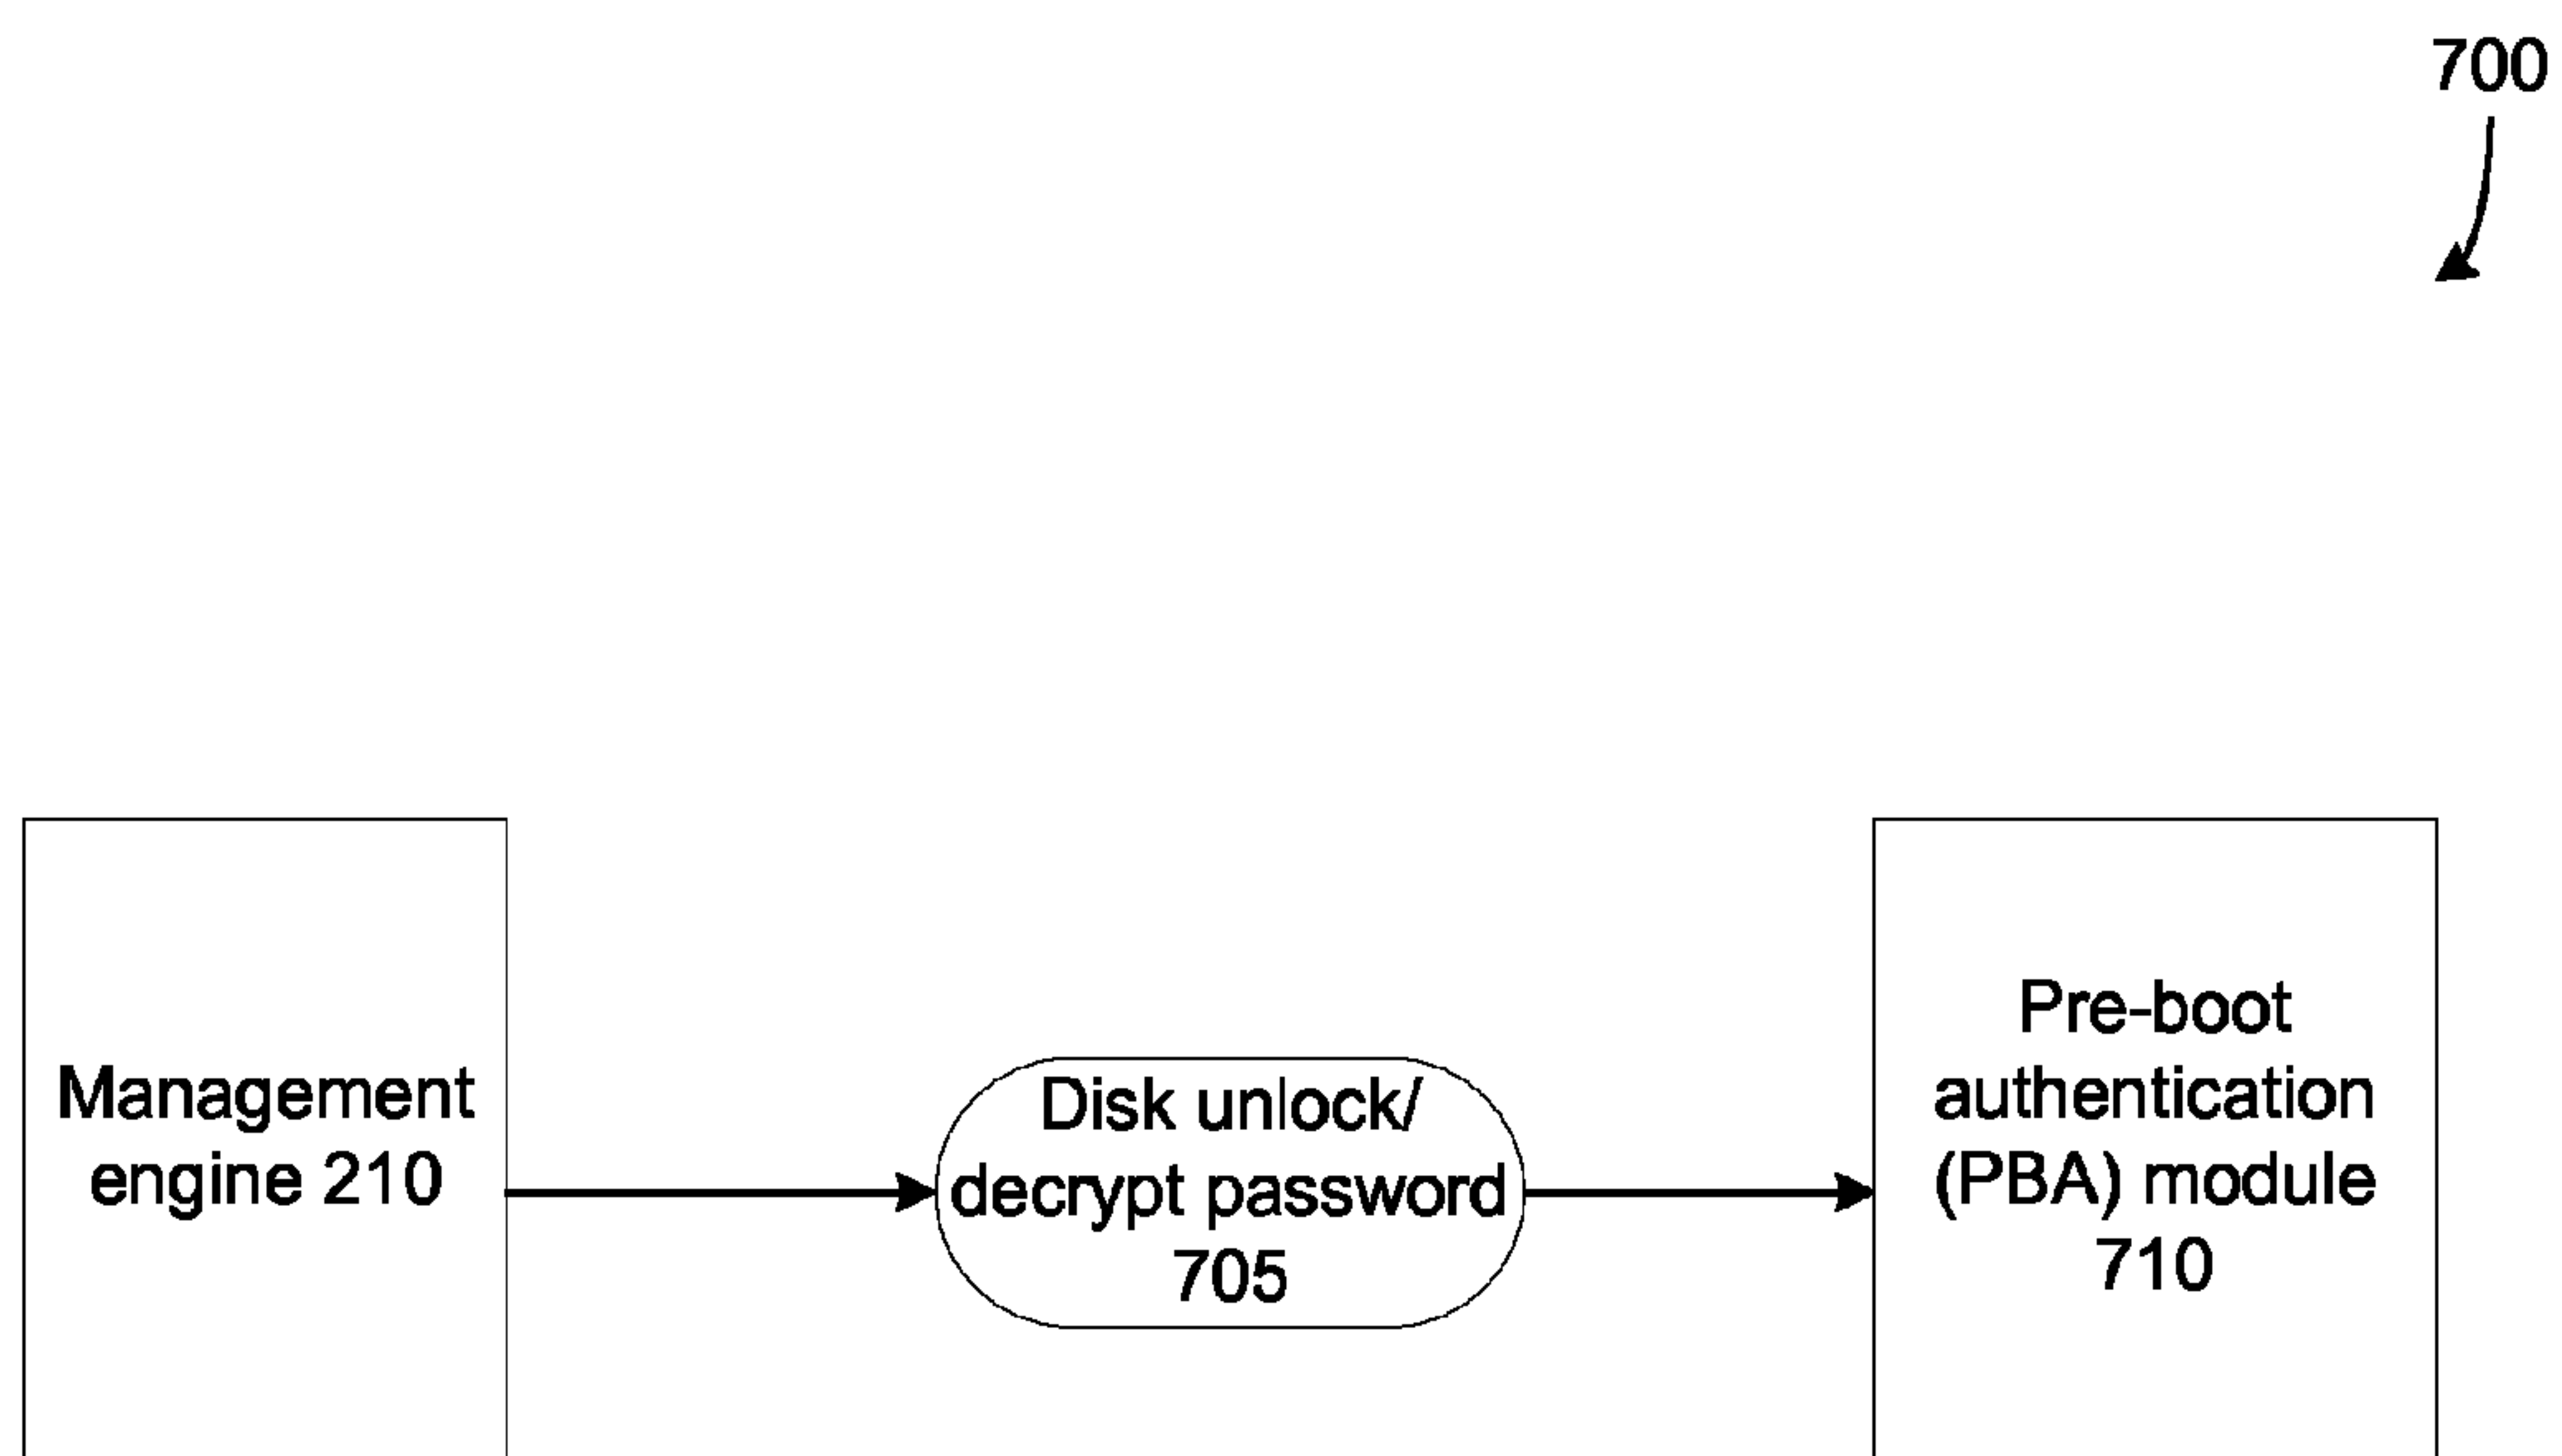 700
Management
engine 210
Disk unlock/
decrypt password
705
Pre-boot
authentication
(PBA) module
710